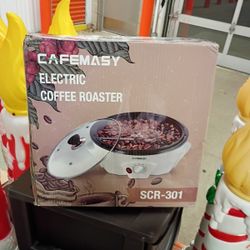 CAFEMASY
ELECTRIC
COFFEE ROASTER
SCR-301